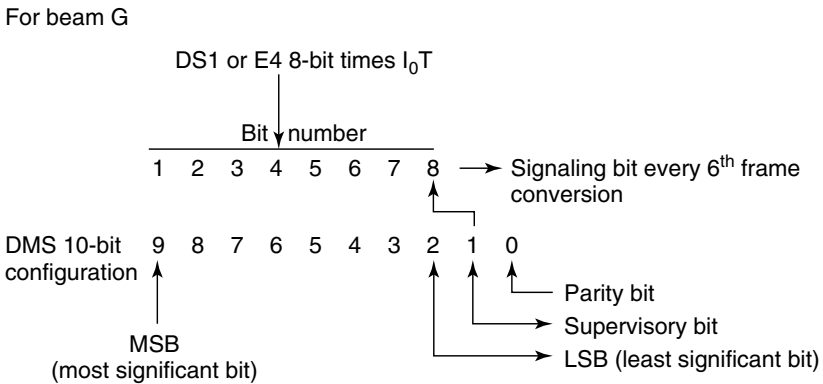 For beam G
DS1 or E4 8-bit times I₀T
Bit number
1 2 3 4 5 6 7 8
Signaling bit every 6th frame
conversion
DMS 10-bit
configuration
9 8 7 6 5 4 3 2 1 0
Parity bit
Supervisory bit
LSB (least significant bit)
MSB
(most significant bit)